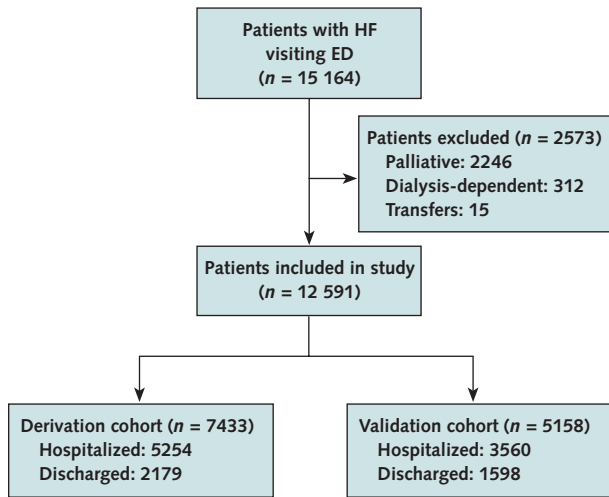 Patients with HF
visiting ED
(n = 15 164)
Patients excluded (n = 2573)
Palliative: 2246
Dialysis-dependent: 312
Transfers: 15
Patients included in study
(n = 12 591)
Derivation cohort (n = 7433)
Hospitalized: 5254
Discharged: 2179
Validation cohort (n = 5158)
Hospitalized: 3560
Discharged: 1598